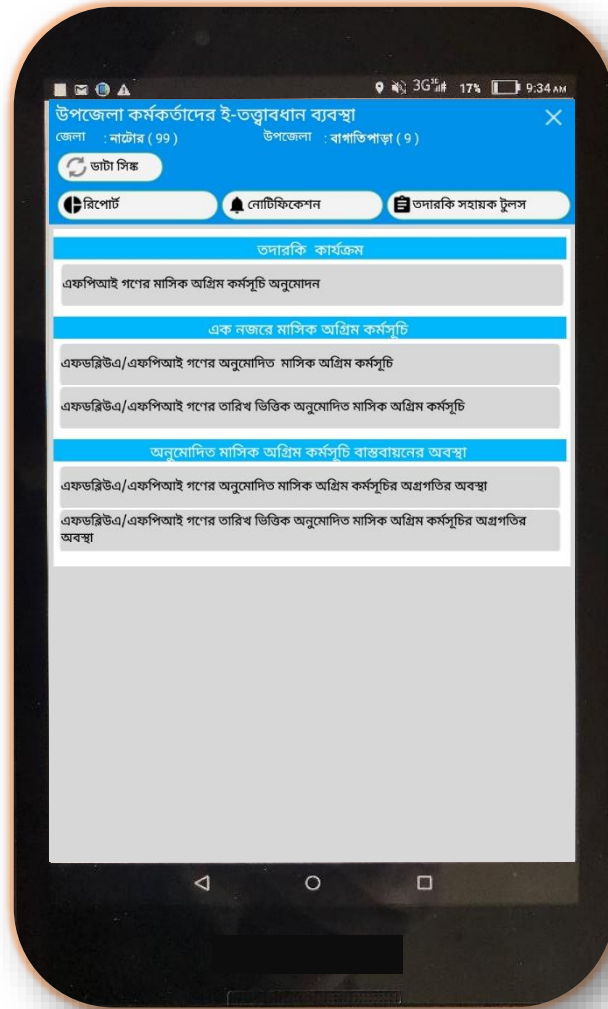 3G 17% 9:34 AM
উপজেলা কর্মকর্তাদের ই-তত্ত্বাবধান ব্যবস্থা
জেলা : নাটোর ( 99 ) উপজেলা : বাগাতিপাড়া ( 9 )
ডাটা সিঙ্ক
রিপোর্ট নোটিফিকেশন তদারকি সহায়ক টুলস
তদারকি কার্যক্রম
এফপিআই গণের মাসিক অগ্রিম কর্মসূচি অনুমোদন
এক নজরে মাসিক অগ্রিম কর্মসূচি
এফডব্লিউএ/এফপিআই গণের অনুমোদিত মাসিক অগ্রিম কর্মসূচি
এফডব্লিউএ/এফপিআই গণের তারিখ ভিত্তিক অনুমোদিত মাসিক অগ্রিম কর্মসূচি
অনুমোদিত মাসিক অগ্রিম কর্মসূচি বাস্তবায়নের অবস্থা
এফডব্লিউএ/এফপিআই গণের অনুমোদিত মাসিক অগ্রিম কর্মসূচির অগ্রগতির অবস্থা
এফডব্লিউএ/এফপিআই গণের তারিখ ভিত্তিক অনুমোদিত মাসিক অগ্রিম কর্মসূচির অগ্রগতির
অবস্থা